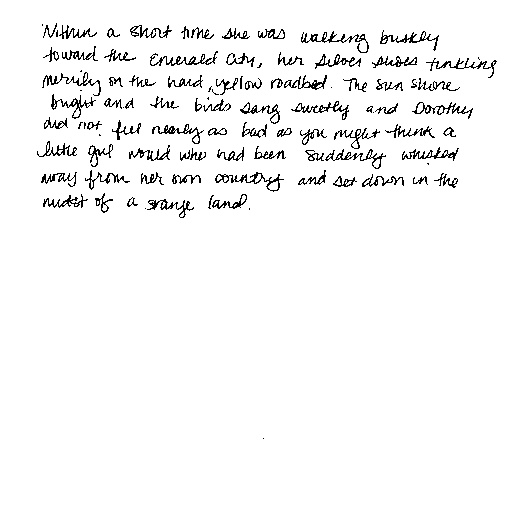 Within a short time she was walking briskly
toward the Emerald City, her silver shoes tinkling
merrily on the hard, yellow roadbed. The sun shone
bright and the birds sang sweetly and Dorothy
did not feel nearly as bad as you might think a
little girl would who had been suddenly whisked
away from her own country and set down in the
midst of a strange land.